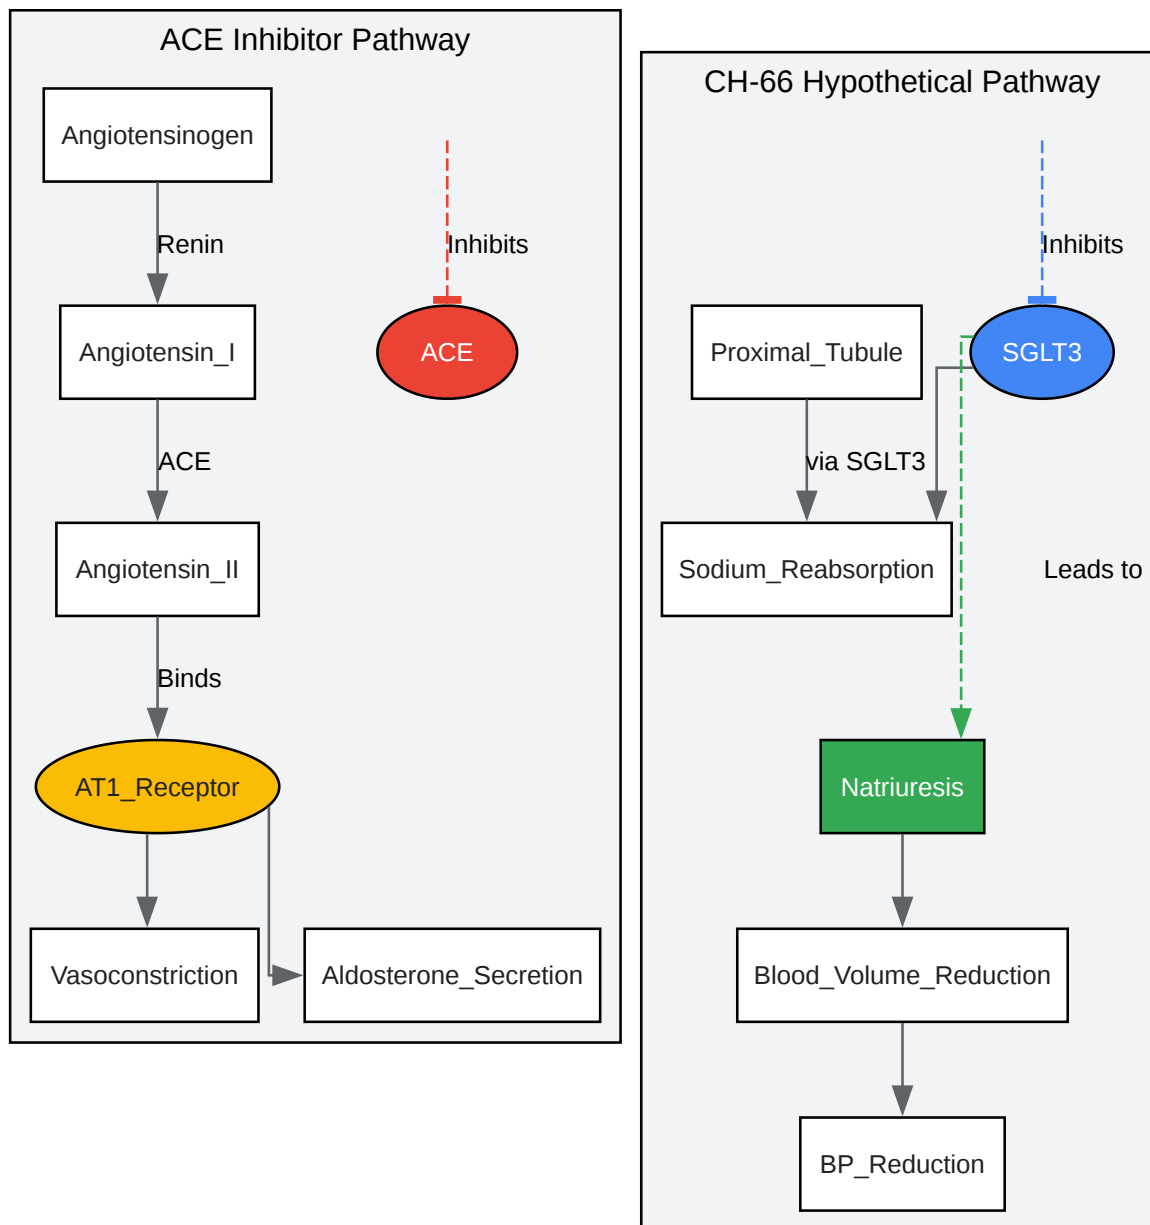 ACE Inhibitor Pathway
Angiotensinogen
Renin
Inhibits
Angiotensin_I
ACE
ACE
Angiotensin_II
Binds
AT1_Receptor
Vasoconstriction
Aldosterone_Secretion
CH-66 Hypothetical Pathway
Inhibits
Proximal_Tubule
SGLT3
via SGLT3
Sodium_Reabsorption
Leads to
Natriuresis
Blood_Volume_Reduction
BP_Reduction